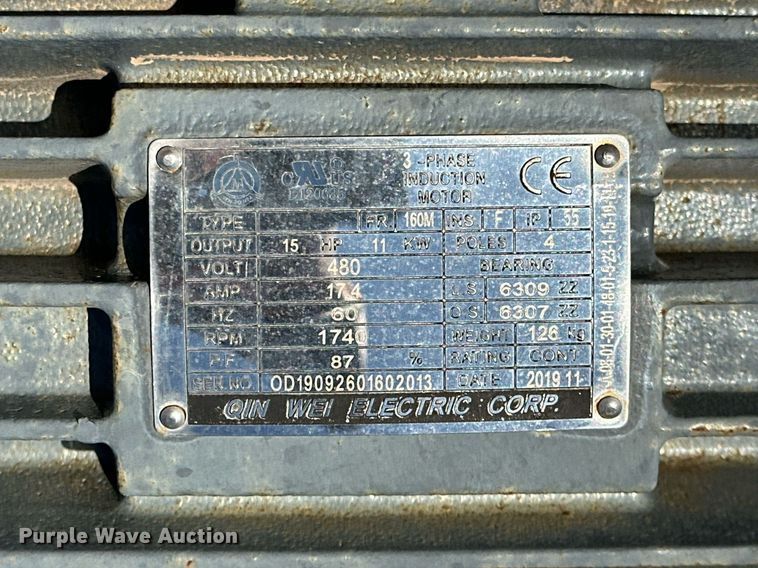 3 -PHASE
INDUCTION
MOTOR
CE
TYPE FR 160M INS F IP 55
OUTPUT 15 HP 11 KW POLES 4
VOLT 480 BEARING
AMP 17.4 L.S. 6309 ZZ
HZ 60 O.S. 6307 ZZ
RPM 1740 WEIGHT 126 kg
P.F 87 % RATING CONT
SER.NO OD19092601602013 DATE 2019.11
QIN WEI ELECTRIC CORP.
Purple Wave Auction